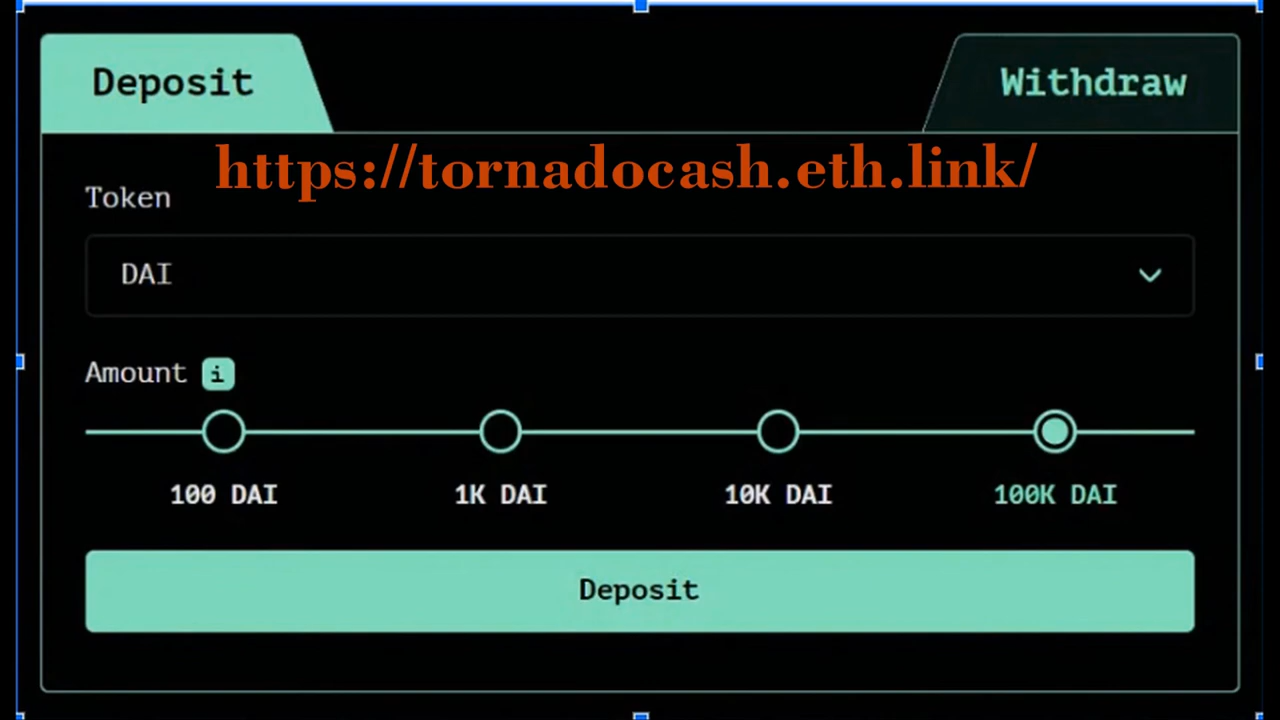 Deposit
Withdraw
https://tornadocash.eth.link/
Token
DAI
Amount i
100 DAI
1K DAI
10K DAI
100K DAI
Deposit